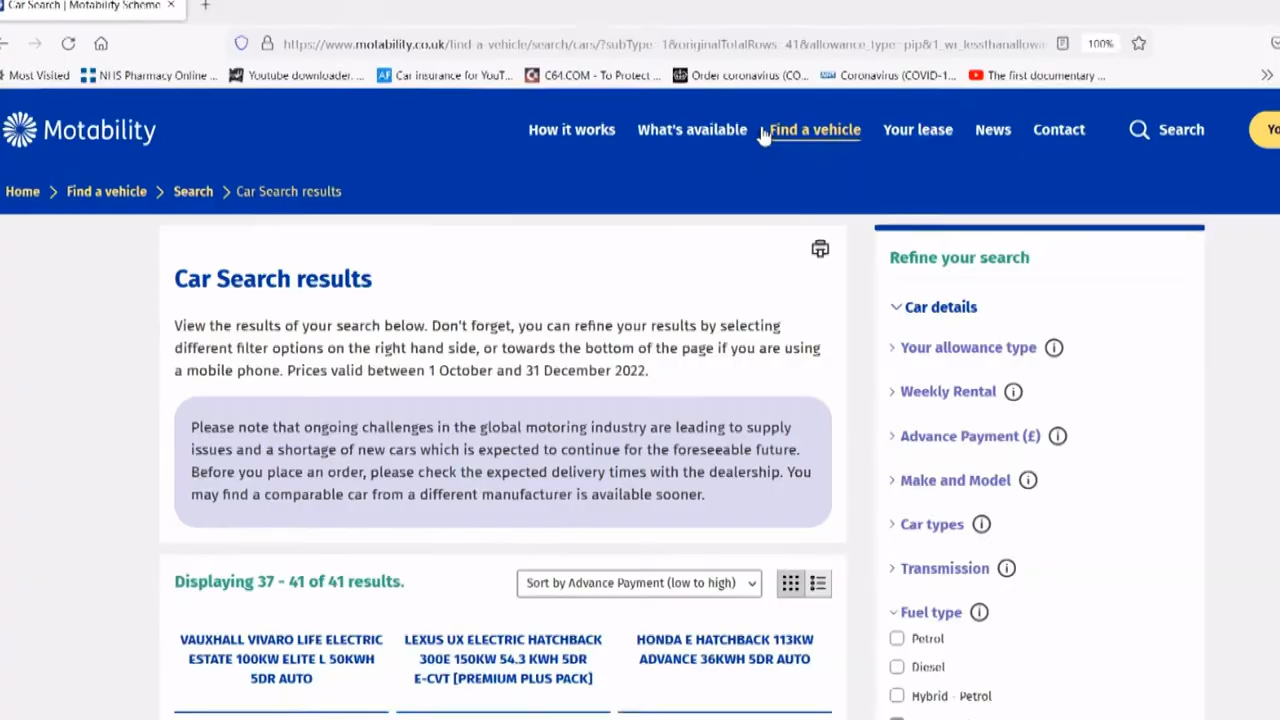 Car Search | Motability Scheme
https://www.motability.co.uk/find-a-vehicle/search/cars/?subType=1&originalTotalRows=41&allowance_type=pip&1_wr_lessthanallowa
100%
Most Visited
NHS Pharmacy Online ...
Youtube downloader. ...
Car insurance for YouT...
C64.COM - To Protect ...
Order coronavirus (CO...
Coronavirus (COVID-1...
The first documentary ...
Motability
How it works
What's available
Find a vehicle
Your lease
News
Contact
Search
Yo
Home > Find a vehicle > Search > Car Search results
Car Search results
View the results of your search below. Don't forget, you can refine your results by selecting
different filter options on the right hand side, or towards the bottom of the page if you are using
a mobile phone. Prices valid between 1 October and 31 December 2022.
Please note that ongoing challenges in the global motoring industry are leading to supply
issues and a shortage of new cars which is expected to continue for the foreseeable future.
Before you place an order, please check the expected delivery times with the dealership. You
may find a comparable car from a different manufacturer is available sooner.
Displaying 37 - 41 of 41 results.
Sort by Advance Payment (low to high)
VAUXHALL VIVARO LIFE ELECTRIC
ESTATE 100KW ELITE L 50KWH
5DR AUTO
LEXUS UX ELECTRIC HATCHBACK
300E 150KW 54.3 KWH 5DR
E-CVT [PREMIUM PLUS PACK]
HONDA E HATCHBACK 113KW
ADVANCE 36KWH 5DR AUTO
Refine your search
Car details
Your allowance type
Weekly Rental
Advance Payment (£)
Make and Model
Car types
Transmission
Fuel type
Petrol
Diesel
Hybrid - Petrol